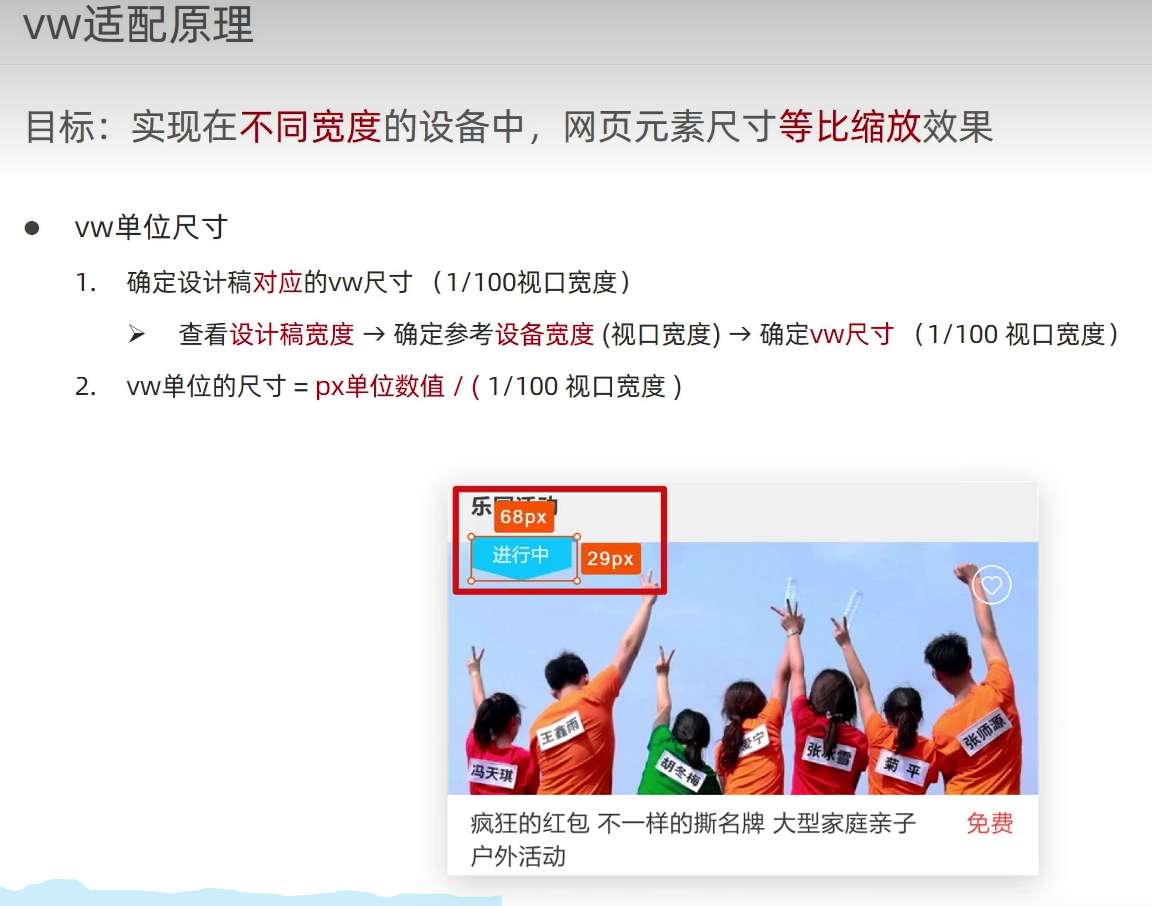 vw适配原理
目标：实现在不同宽度的设备中，网页元素尺寸等比缩放效果
● vw单位尺寸
1. 确定设计稿对应的vw尺寸 （1/100视口宽度）
➢ 查看设计稿宽度 → 确定参考设备宽度 (视口宽度) → 确定vw尺寸 （1/100 视口宽度）
2. vw单位的尺寸 = px单位数值 / ( 1/100 视口宽度 )
乐园活动
68px
进行中
29px
王鑫雨
冯天琪
胡冬梅
爱宁
张冰雪
菊 平
张师源
疯狂的红包 不一样的撕名牌 大型家庭亲子
户外活动
免费